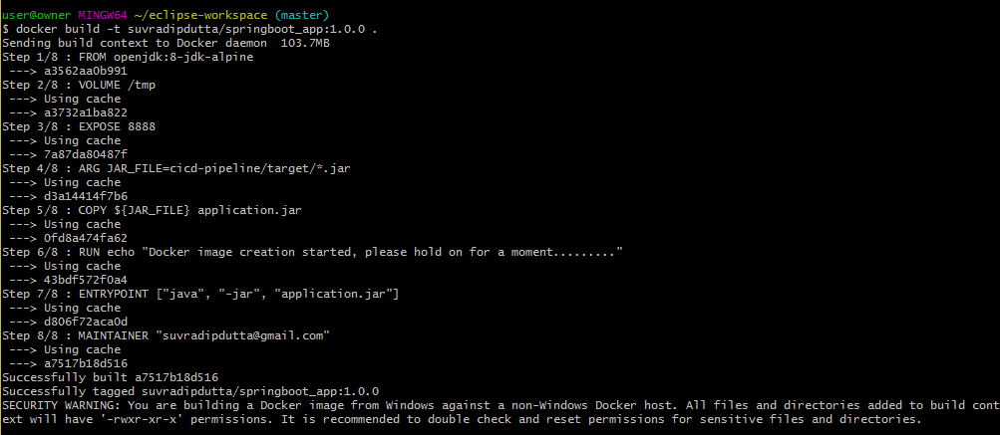 user@owner MINGW64 ~/eclipse-workspace (master)
$ docker build -t suvradipdutta/springboot_app:1.0.0 .
Sending build context to Docker daemon  103.7MB
Step 1/8 : FROM openjdk:8-jdk-alpine
 ---> a3562aa0b991
Step 2/8 : VOLUME /tmp
 ---> Using cache
 ---> a3732a1ba822
Step 3/8 : EXPOSE 8888
 ---> Using cache
 ---> 7a87da80487f
Step 4/8 : ARG JAR_FILE=cicd-pipeline/target/*.jar
 ---> Using cache
 ---> d3a14414f7b6
Step 5/8 : COPY ${JAR_FILE} application.jar
 ---> Using cache
 ---> 0fd8a474fa62
Step 6/8 : RUN echo "Docker image creation started, please hold on for a moment........."
 ---> Using cache
 ---> 43bdf572f0a4
Step 7/8 : ENTRYPOINT ["java", "-jar", "application.jar"]
 ---> Using cache
 ---> d806f72aca0d
Step 8/8 : MAINTAINER "suvradipdutta@gmail.com"
 ---> Using cache
 ---> a7517b18d516
Successfully built a7517b18d516
Successfully tagged suvradipdutta/springboot_app:1.0.0
SECURITY WARNING: You are building a Docker image from Windows against a non-Windows Docker host. All files and directories added to build cont
ext will have '-rwxr-xr-x' permissions. It is recommended to double check and reset permissions for sensitive files and directories.